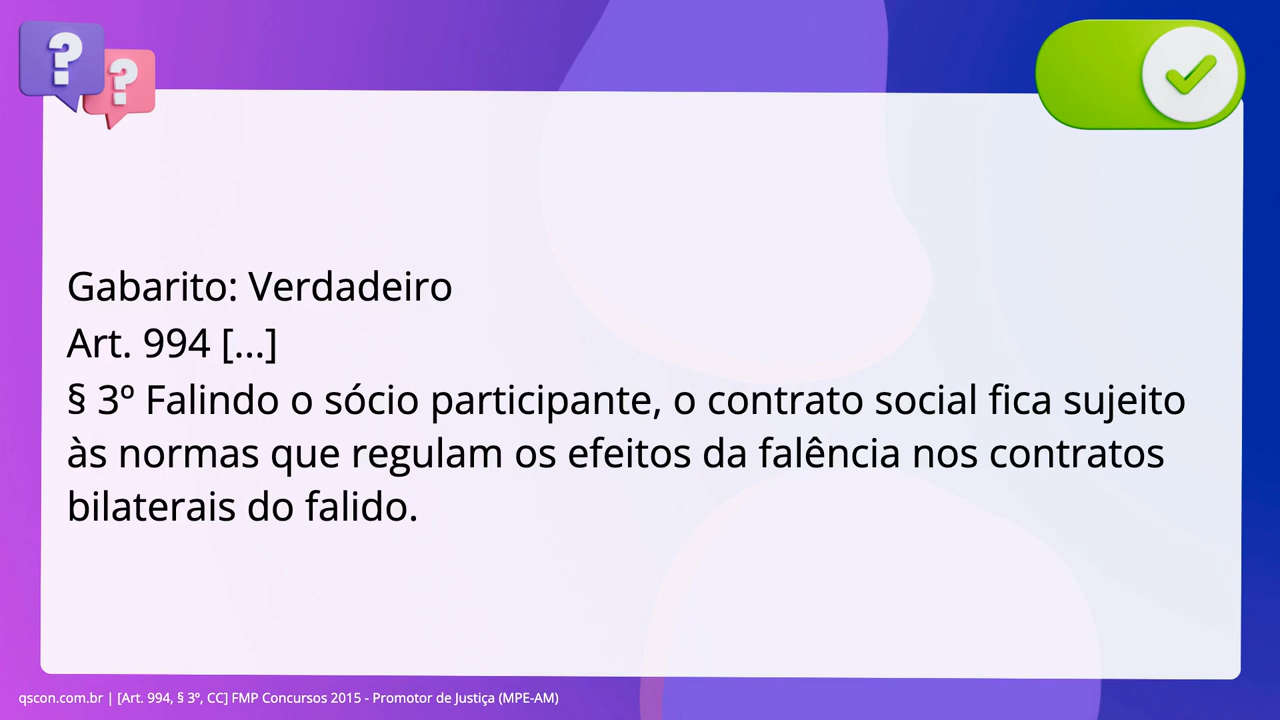 Gabarito: Verdadeiro
Art. 994 [...]
§ 3º Falindo o sócio participante, o contrato social fica sujeito
às normas que regulam os efeitos da falência nos contratos
bilaterais do falido.
qscon.com.br | [Art. 994, § 3º, CC] FMP Concursos 2015 - Promotor de Justiça (MPE-AM)